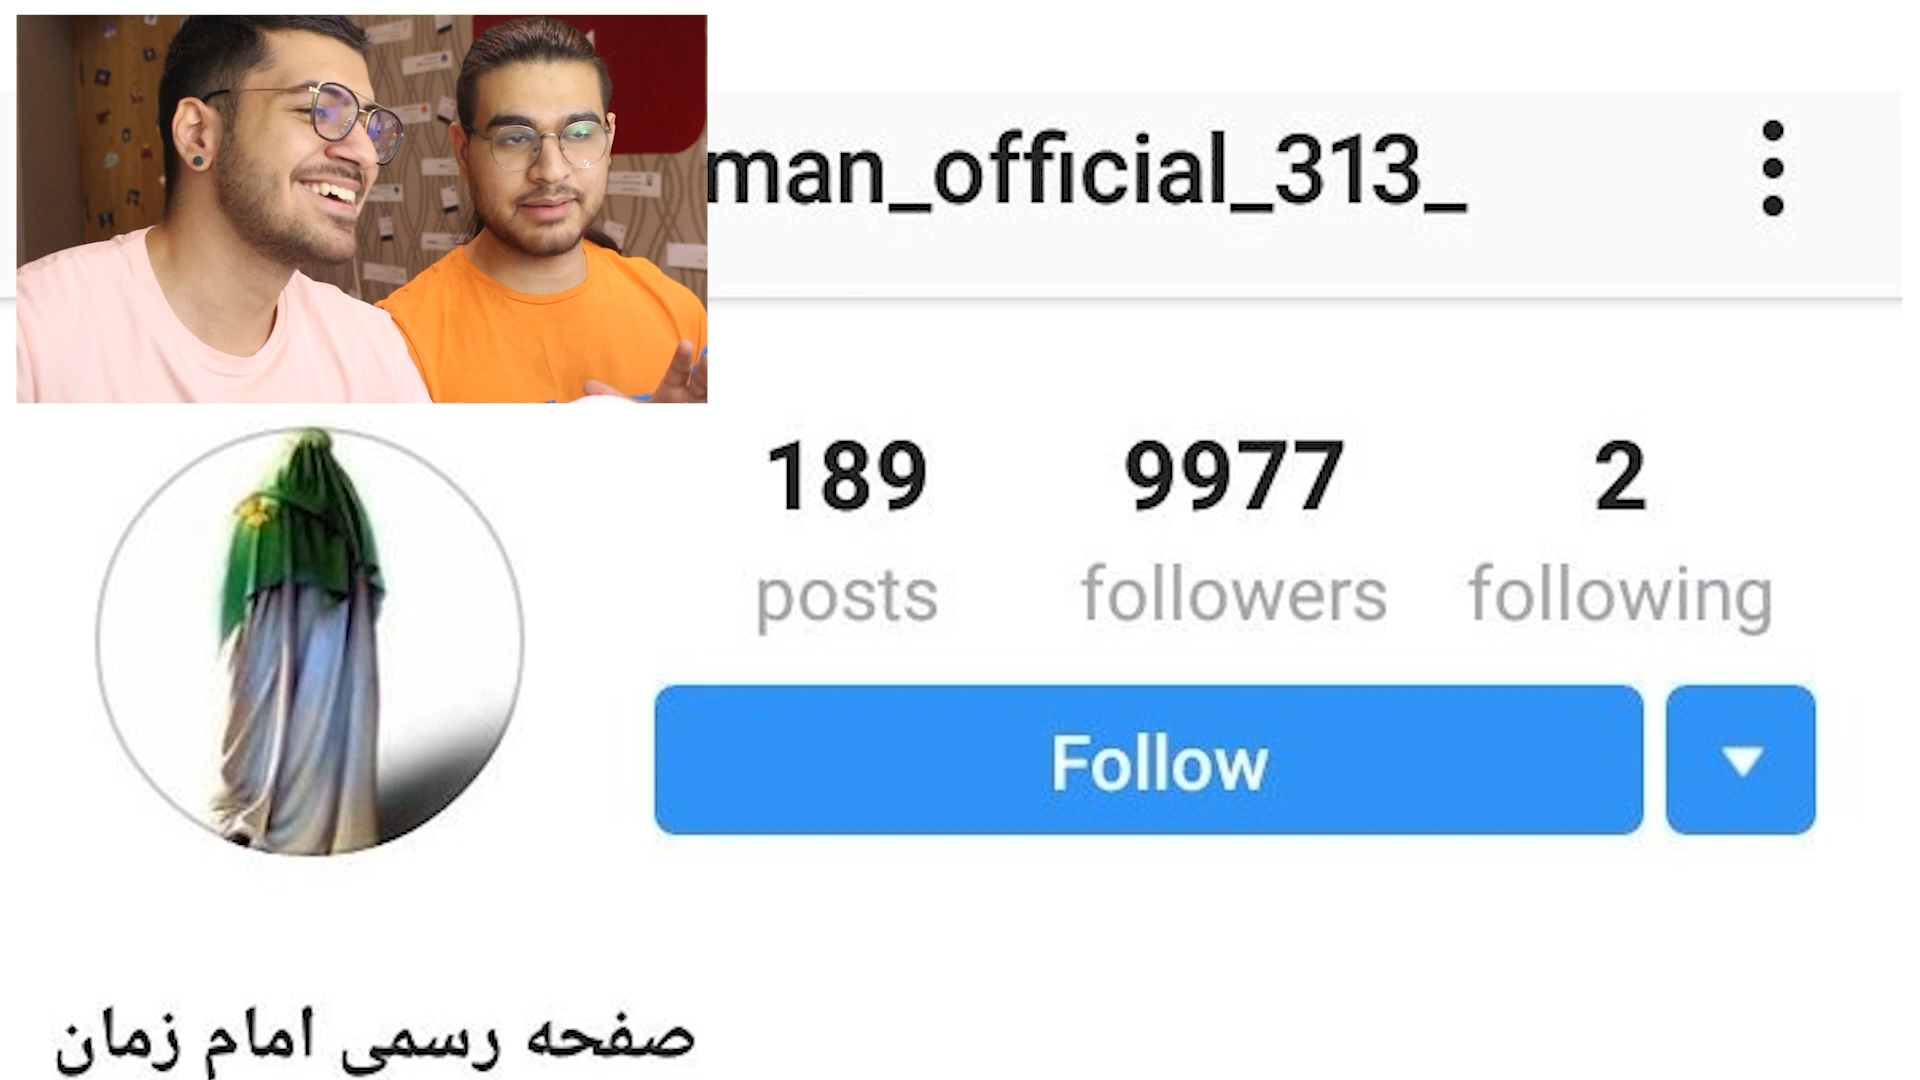 man_official_313_
189
9977
2
posts
followers
following
Follow
صفحه رسمی امام زمان